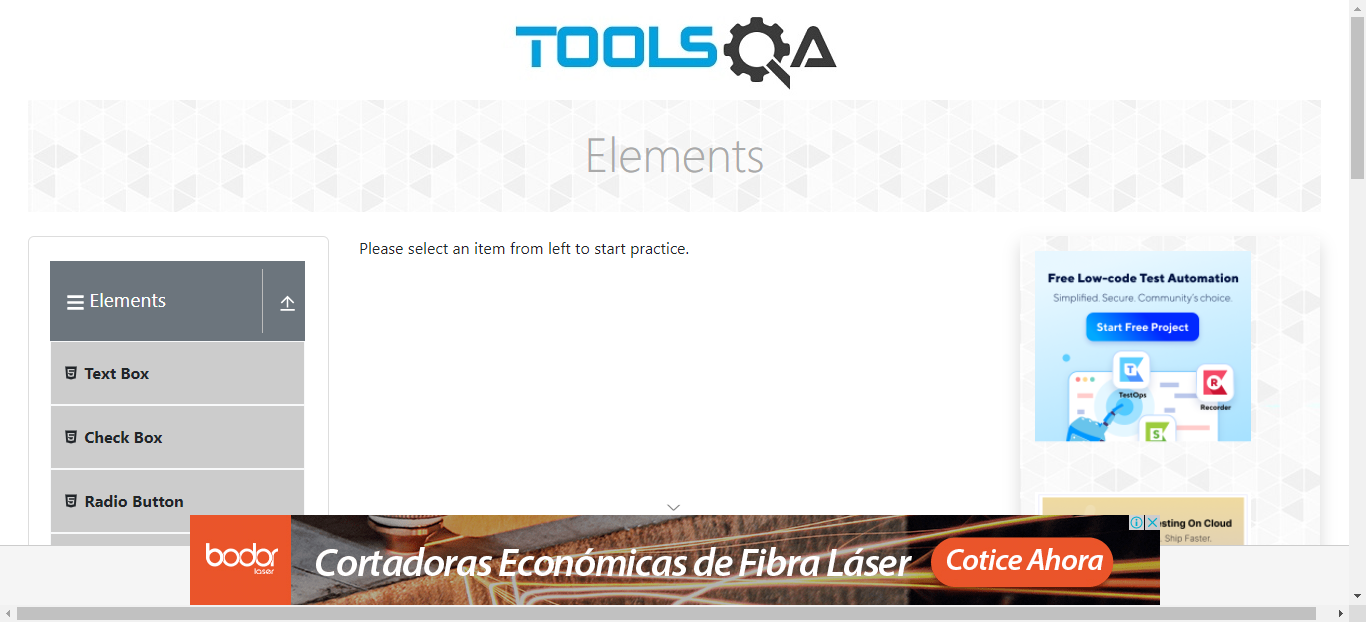 TOOLSQA
Elements
Please select an item from left to start practice.
Elements
Text Box
Check Box
Radio Button
Free Low-code Test Automation
Simplified. Secure. Community's choice.
Start Free Project
TestOps
Recorder
sting On Cloud
. Ship Faster.
bodor
laser
Cortadoras Económicas de Fibra Láser
Cotice Ahora